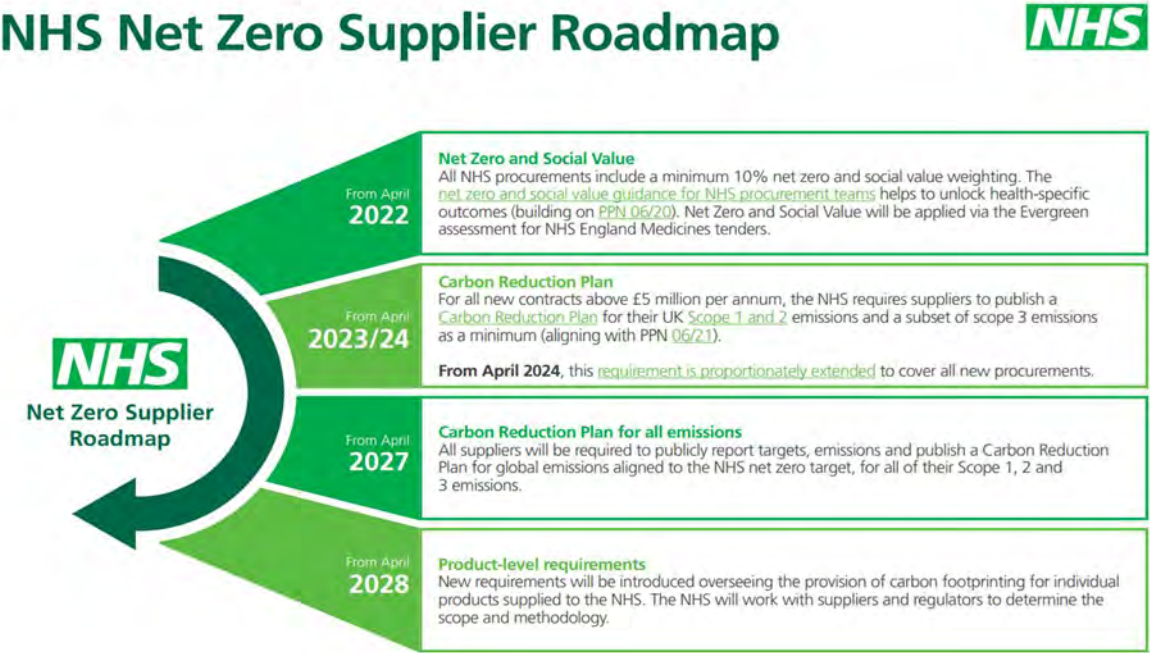 NHS Net Zero Supplier Roadmap
NHS
From April
2022
Net Zero and Social Value
All NHS procurements include a minimum 10% net zero and social value weighting. The
net zero and social value guidance for NHS procurement teams helps to unlock health-specific
outcomes (building on PPN 06/20). Net Zero and Social Value will be applied via the Evergreen
assessment for NHS England Medicines tenders.
From April
2023/24
Carbon Reduction Plan
For all new contracts above £5 million per annum, the NHS requires suppliers to publish a
Carbon Reduction Plan for their UK Scope 1 and 2 emissions and a subset of scope 3 emissions
as a minimum (aligning with PPN 06/21).
From April 2024, this requirement is proportionately extended to cover all new procurements.
NHS
Net Zero Supplier
Roadmap
From April
2027
Carbon Reduction Plan for all emissions
All suppliers will be required to publicly report targets, emissions and publish a Carbon Reduction
Plan for global emissions aligned to the NHS net zero target, for all of their Scope 1, 2 and
3 emissions.
From April
2028
Product-level requirements
New requirements will be introduced overseeing the provision of carbon footprinting for individual
products supplied to the NHS. The NHS will work with suppliers and regulators to determine the
scope and methodology.